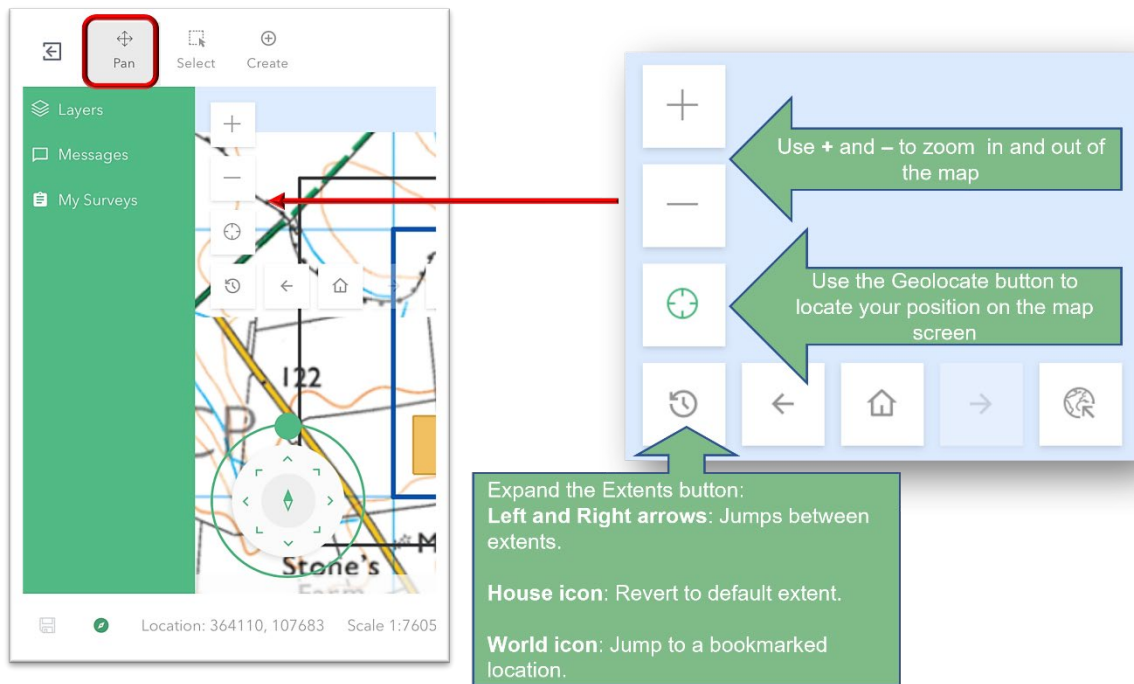 Pan
Select
Create
Layers
Messages
My Surveys
122
CP
Stone's
Farm
M
Location: 364110, 107683
Scale 1:7605
Use + and – to zoom in and out of
the map
Use the Geolocate button to
locate your position on the map
screen
Expand the Extents button:
Left and Right arrows: Jumps between
extents.
House icon: Revert to default extent.
World icon: Jump to a bookmarked
location.